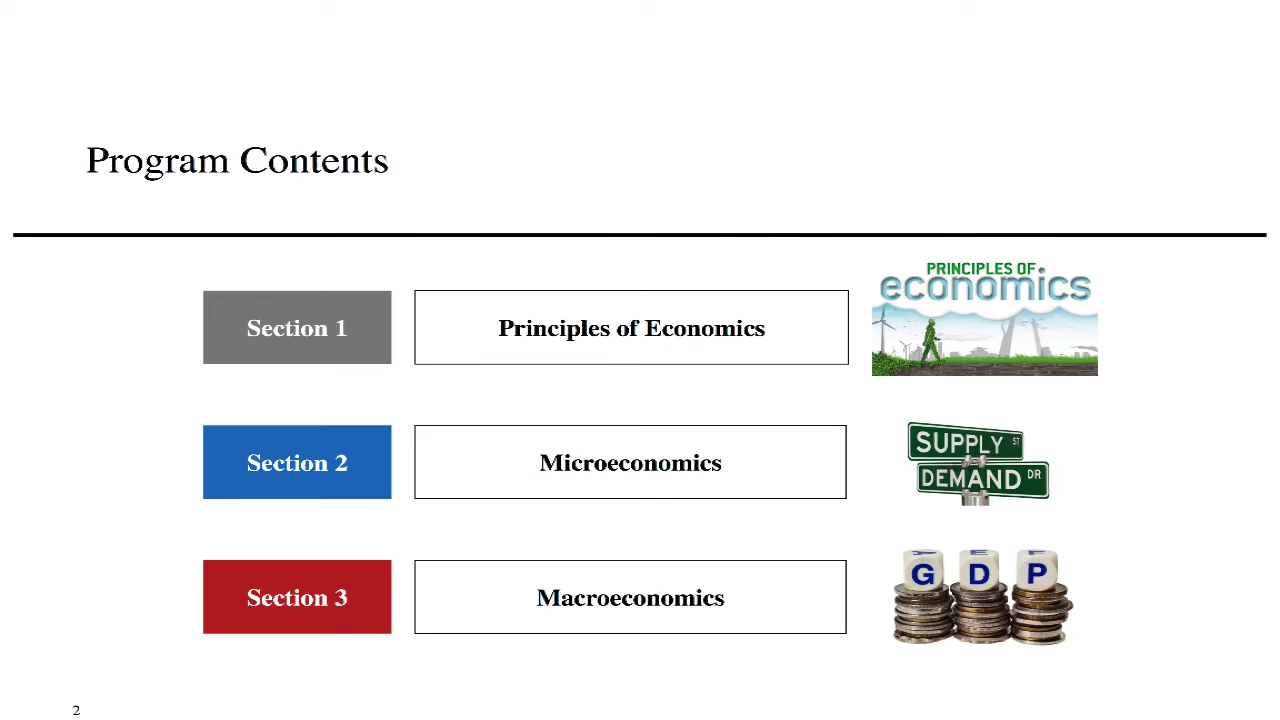 Program Contents
Section 1
Principles of Economics
PRINCIPLES OF
economics
Section 2
Microeconomics
SUPPLY ST
DEMAND DR
Section 3
Macroeconomics
G D P
2